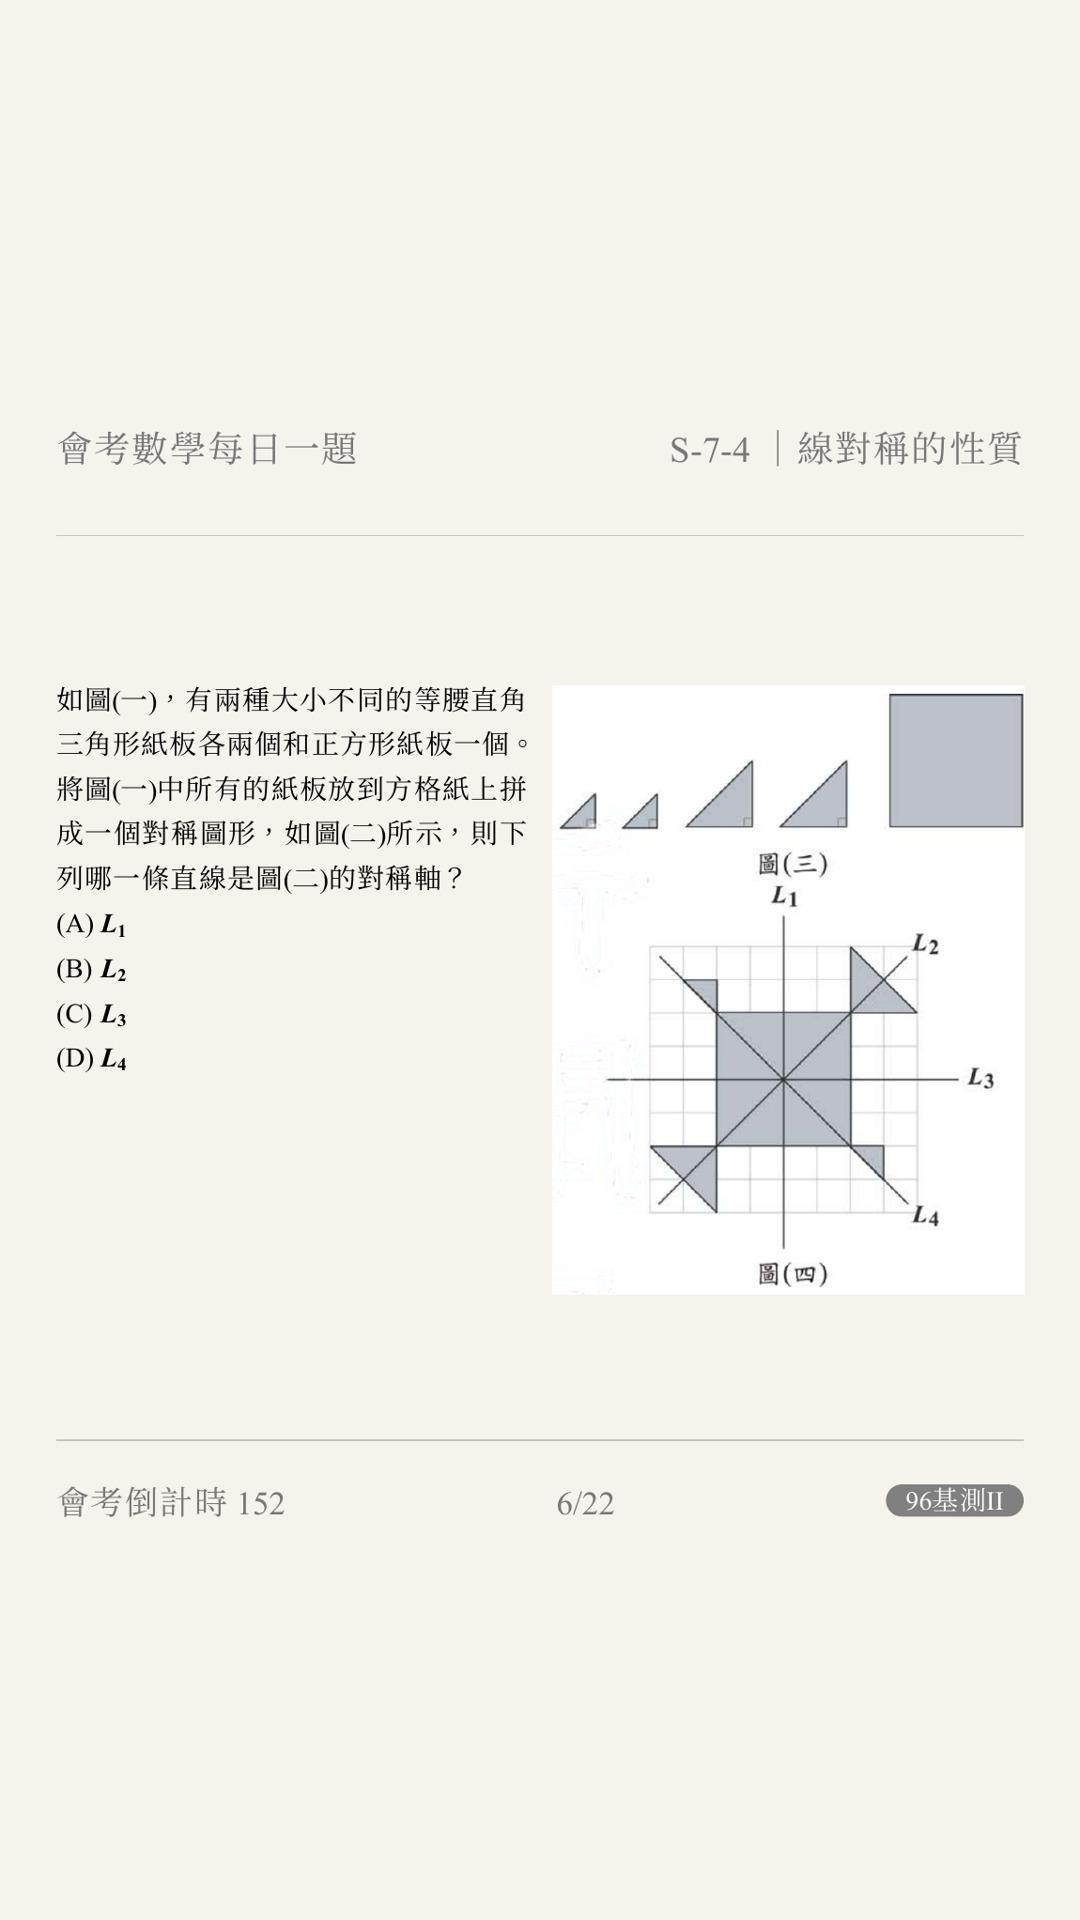 會考數學每日一題
S-7-4 ｜線對稱的性質
如圖(一)，有兩種大小不同的等腰直角
三角形紙板各兩個和正方形紙板一個。
將圖(一)中所有的紙板放到方格紙上拼
成一個對稱圖形，如圖(二)所示，則下
列哪一條直線是圖(二)的對稱軸？
(A) L₁
(B) L₂
(C) L₃
(D) L₄
圖(三)
L1
L2
L3
L4
圖(四)
會考倒計時 152
6/22
96基測II